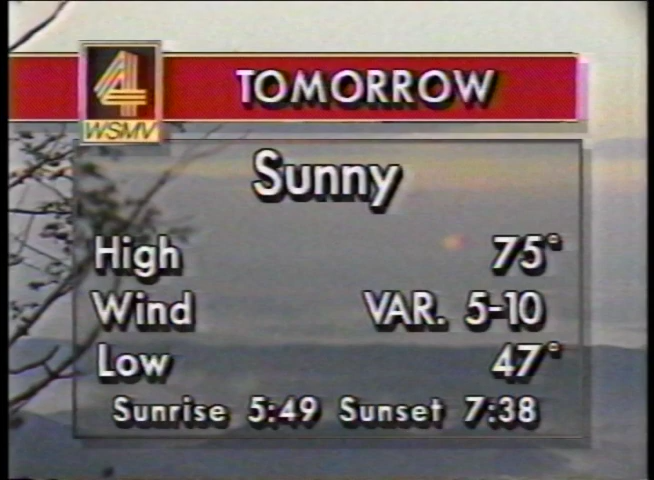 4 TOMORROW
WSMV
Sunny
High 75°
Wind VAR. 5-10
Low 47°
Sunrise 5:49 Sunset 7:38